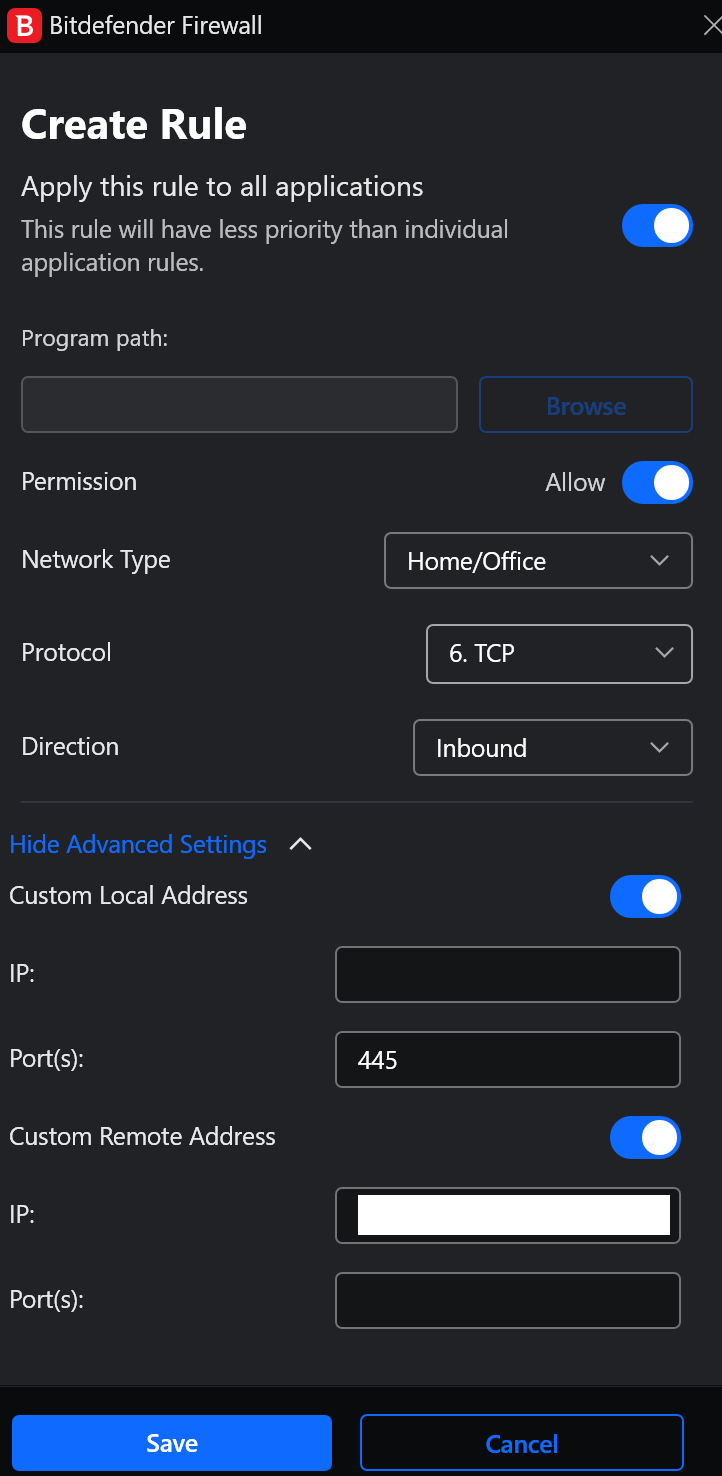 B Bitdefender Firewall
Create Rule
Apply this rule to all applications
This rule will have less priority than individual
application rules.
Program path:
Browse
Permission
Allow
Network Type
Home/Office
Protocol
6. TCP
Direction
Inbound
Hide Advanced Settings
Custom Local Address
IP:
Port(s):
445
Custom Remote Address
IP:
Port(s):
Save
Cancel